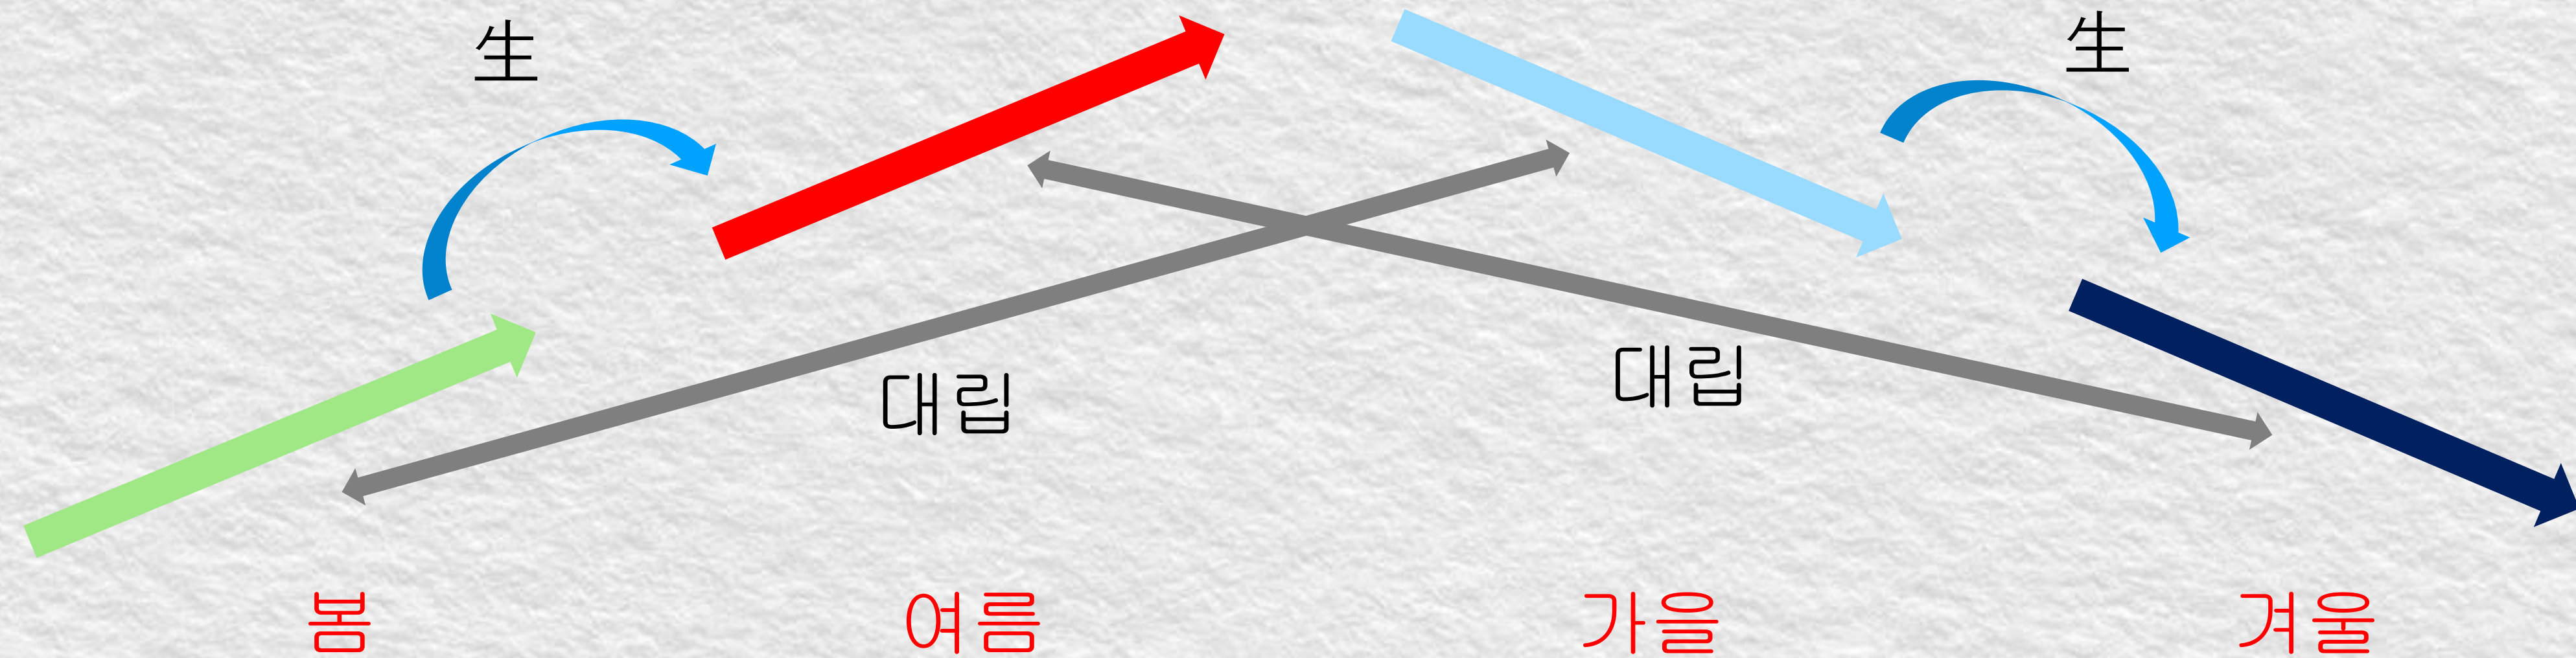 生
生
대립
대립
봄 여름 가을 겨울